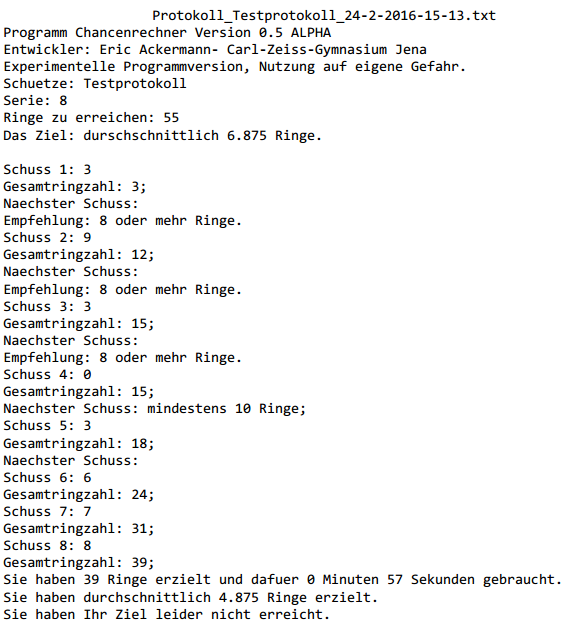 Protokoll_Testprotokoll_24-2-2016-15-13.txt
Programm Chancenrechner Version 0.5 ALPHA
Entwickler: Eric Ackermann- Carl-Zeiss-Gymnasium Jena
Experimentelle Programmversion, Nutzung auf eigene Gefahr.
Schuetze: Testprotokoll
Serie: 8
Ringe zu erreichen: 55
Das Ziel: durschschnittlich 6.875 Ringe.

Schuss 1: 3
Gesamtringzahl: 3;
Naechster Schuss:
Empfehlung: 8 oder mehr Ringe.
Schuss 2: 9
Gesamtringzahl: 12;
Naechster Schuss:
Empfehlung: 8 oder mehr Ringe.
Schuss 3: 3
Gesamtringzahl: 15;
Naechster Schuss:
Empfehlung: 8 oder mehr Ringe.
Schuss 4: 0
Gesamtringzahl: 15;
Naechster Schuss: mindestens 10 Ringe;
Schuss 5: 3
Gesamtringzahl: 18;
Naechster Schuss:
Schuss 6: 6
Gesamtringzahl: 24;
Schuss 7: 7
Gesamtringzahl: 31;
Schuss 8: 8
Gesamtringzahl: 39;
Sie haben 39 Ringe erzielt und dafuer 0 Minuten 57 Sekunden gebraucht.
Sie haben durchschnittlich 4.875 Ringe erzielt.
Sie haben Ihr Ziel leider nicht erreicht.